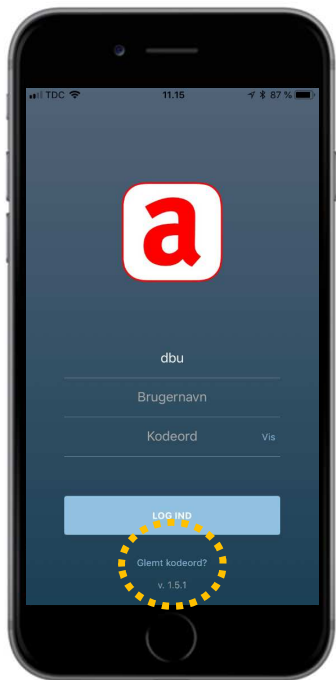 TDC 11.15 87 %
a
dbu
Brugernavn
Kodeord Vis
LOG IND
Glemt kodeord?
v. 1.5.1